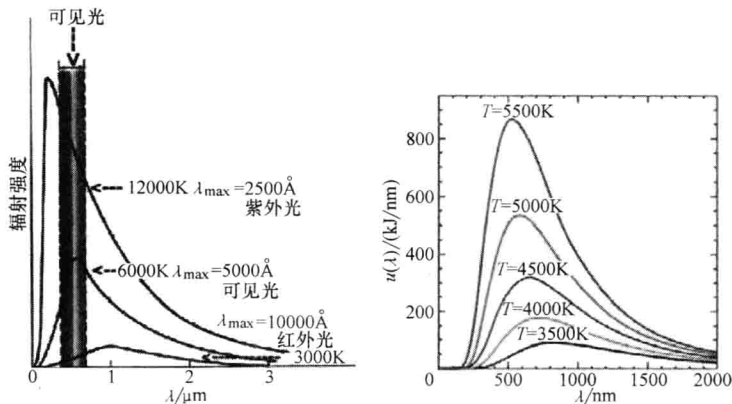 可见光
辐射强度
12000K λmax=2500Å
紫外光
6000K λmax=5000Å
可见光
λmax=10000Å
红外光
3000K
0 1 2 3
λ/μm
u(λ)/(kJ/nm)
800
600
400
200
0
T=5500K
T=5000K
T=4500K
T=4000K
T=3500K
500 1000 1500 2000
λ/nm